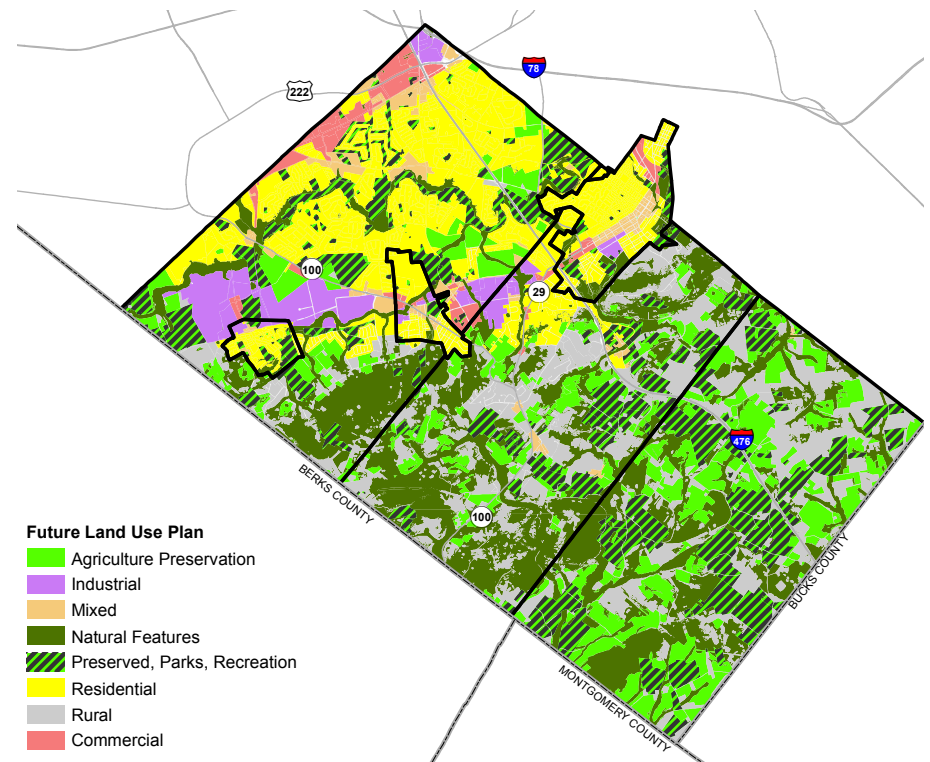 78
222
100
29
476
100
BERKS COUNTY
BUCKS COUNTY
MONTGOMERY COUNTY
Future Land Use Plan
Agriculture Preservation
Industrial
Mixed
Natural Features
Preserved, Parks, Recreation
Residential
Rural
Commercial